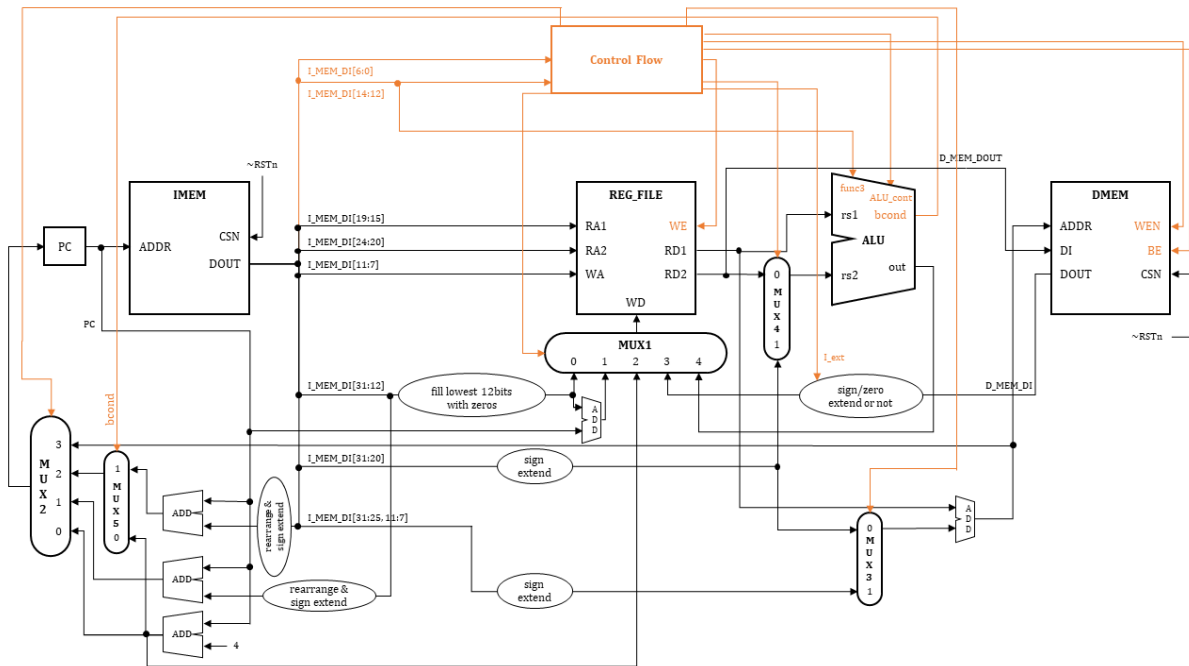 Control Flow
I_MEM_DI[6:0]
I_MEM_DI[14:12]
~RSTn
D_MEM_DOUT
IMEM
ADDR
CSN
DOUT
PC
I_MEM_DI[19:15]
I_MEM_DI[24:20]
I_MEM_DI[11:7]
REG_FILE
RA1
WE
RA2
RD1
WA
RD2
WD
func3
ALU_cont
bcond
rs1
ALU
out
rs2
0
MUX4
1
DMEM
ADDR
WEN
DI
BE
DOUT
CSN
~RSTn
PC
MUX1
0 1 2 3 4
I_ext
I_MEM_DI[31:12]
fill lowest 12bits
with zeros
ADD
sign/zero
extend or not
D_MEM_DI
bcond
MUX2
3
2
1
0
1
MUX5
0
I_MEM_DI[31:20]
sign
extend
ADD
rearrange &
sign extend
I_MEM_DI[31:25, 11:7]
0
MUX3
1
ADD
ADD
rearrange &
sign extend
sign
extend
ADD
4